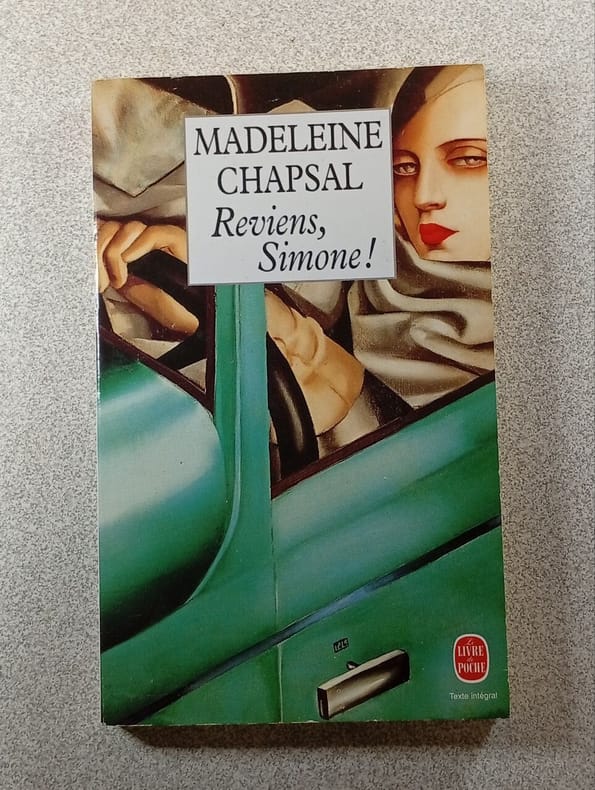 MADELEINE
CHAPSAL
Reviens,
Simone !
Le
LIVRE
de
POCHE
Texte intégral